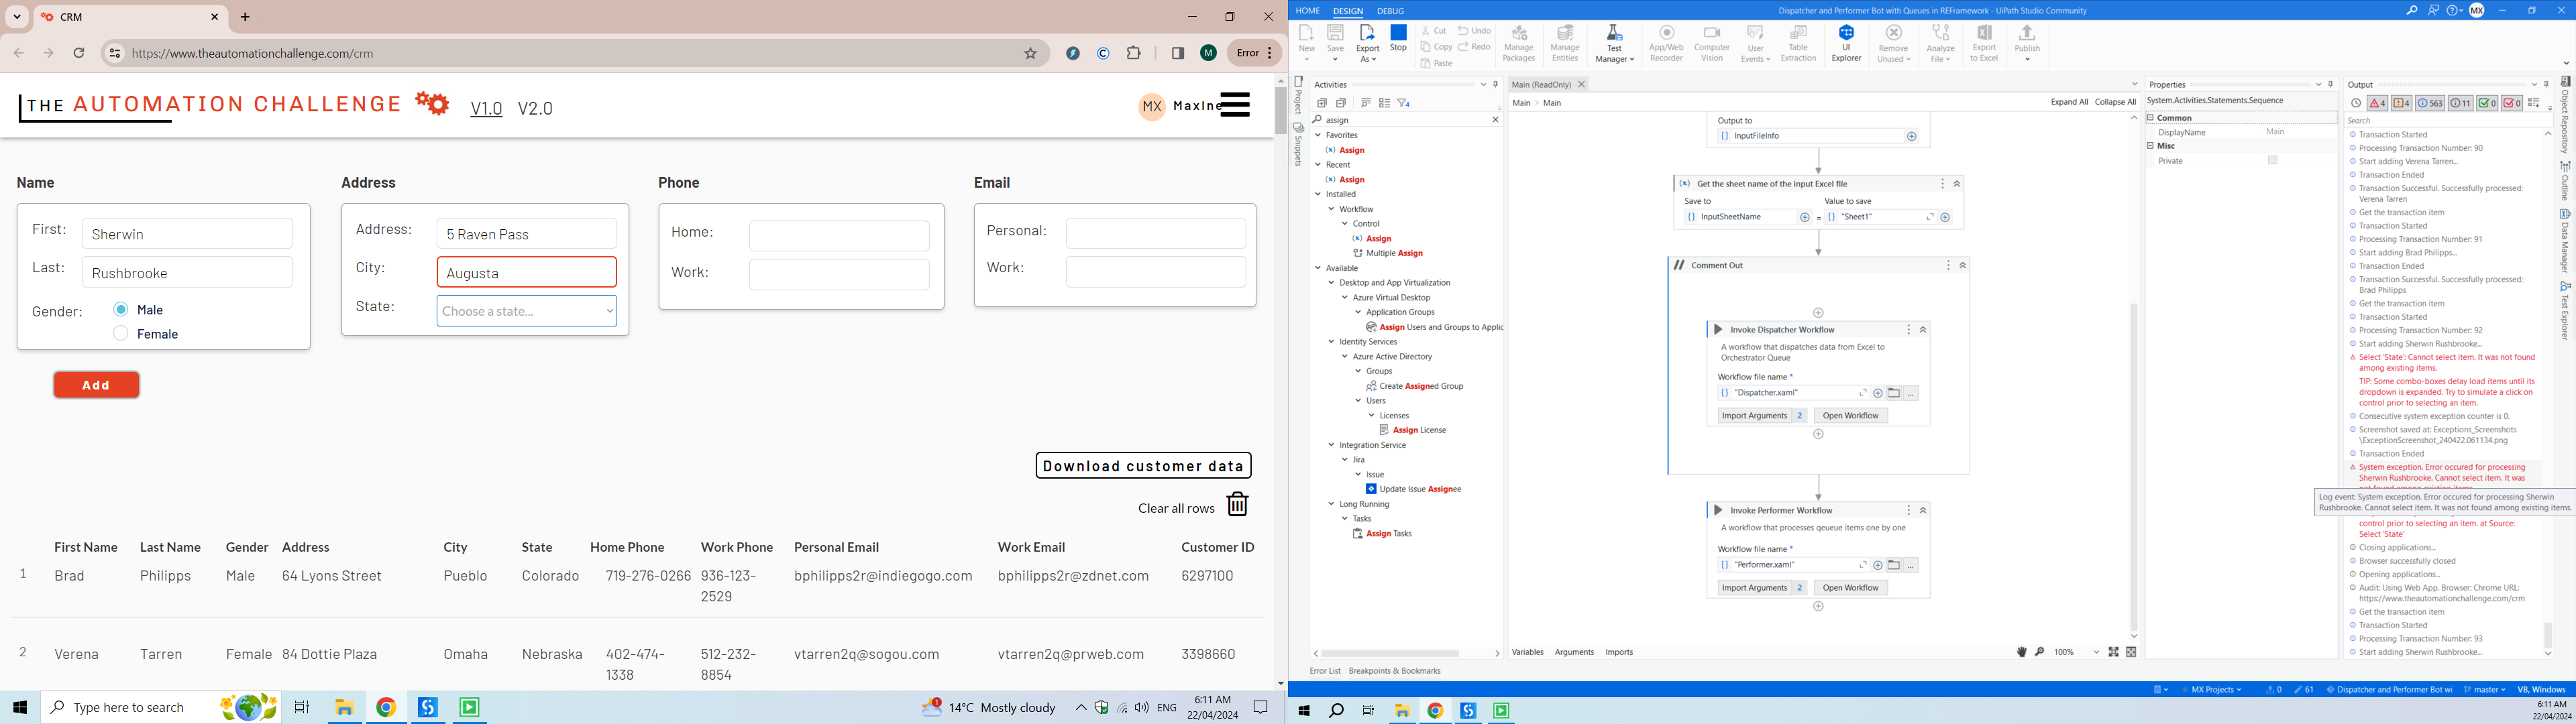 CRM
https://www.theautomationchallenge.com/crm
Error
THE AUTOMATION CHALLENGE V1.0 V2.0
MX MaxIne
Name
First: Sherwin
Last: Rushbrooke
Gender: Male
Female
Address
Address: 5 Raven Pass
City: Augusta
State: Choose a state...
Phone
Home:
Work:
Email
Personal:
Work:
Add
Download customer data
Clear all rows
First Name Last Name Gender Address City State Home Phone Work Phone Personal Email Work Email Customer ID
1 Brad Philipps Male 64 Lyons Street Pueblo Colorado 719-276-0266 936-123-2529 bphilipps2r@indiegogo.com bphilipps2r@zdnet.com 6297100
2 Verena Tarren Female 84 Dottie Plaza Omaha Nebraska 402-474-1338 512-232-8854 vtarren2q@sogou.com vtarren2q@prweb.com 3398660
Type here to search
14°C Mostly cloudy
ENG
6:11 AM
22/04/2024
HOME DESIGN DEBUG
Dispatcher and Performer Bot with Queues in REFramework - UiPath Studio Community
MX
New
Save
Export As
Stop
Cut
Copy
Paste
Undo
Redo
Manage Packages
Manage Entities
Test Manager
App/Web Recorder
Computer Vision
User Events
Table Extraction
UI Explorer
Remove Unused
Analyze File
Export to Excel
Publish
Project
Snippets
Activities
assign
Favorites
Assign
Recent
Assign
Installed
Workflow
Control
Assign
Multiple Assign
Available
Desktop and App Virtualization
Azure Virtual Desktop
Application Groups
Assign Users and Groups to Applic
Identity Services
Azure Active Directory
Groups
Create Assigned Group
Users
Licenses
Assign License
Integration Service
Jira
Issue
Update Issue Assignee
Long Running
Tasks
Assign Tasks
Main (ReadOnly)
Main > Main
Expand All Collapse All
Output to
InputFileInfo
Get the sheet name of the input Excel file
Save to
Value to save
InputSheetName = "Sheet1"
// Comment Out
Invoke Dispatcher Workflow
A workflow that dispatches data from Excel to
Orchestrator Queue
Workflow file name *
"Dispatcher.xaml"
Import Arguments 2 Open Workflow
Invoke Performer Workflow
A workflow that processes qeueue items one by one
Workflow file name *
"Performer.xaml"
Import Arguments 2 Open Workflow
Variables Arguments Imports
100%
Error List Breakpoints & Bookmarks
Properties
System.Activities.Statements.Sequence
Common
DisplayName Main
Misc
Private
Output
4 4 563 11 0 0
Search
Transaction Started
Processing Transaction Number: 90
Start adding Verena Tarren...
Transaction Ended
Transaction Successful. Successfully processed:
Verena Tarren
Get the transaction item
Transaction Started
Processing Transaction Number: 91
Start adding Brad Philipps...
Transaction Ended
Transaction Successful. Successfully processed:
Brad Philipps
Get the transaction item
Transaction Started
Processing Transaction Number: 92
Start adding Sherwin Rushbrooke...
Select 'State': Cannot select item. It was not found
among existing items.
TIP: Some combo-boxes delay load items until its
dropdown is expanded. Try to simulate a click on
control prior to selecting an item.
Consecutive system exception counter is 0.
Screenshot saved at: Exceptions_Screenshots
\ExceptionScreenshot_240422.061134.png
Transaction Ended
System exception. Error occured for processing
Sherwin Rushbrooke. Cannot select item. It was
Log event: System exception. Error occured for processing Sherwin
Rushbrooke. Cannot select item. It was not found among existing items.
control prior to selecting an item. at Source:
Select 'State'
Closing applications...
Browser successfully closed
Opening applications...
Audit: Using Web App. Browser: Chrome URL:
https://www.theautomationchallenge.com/crm
Get the transaction item
Transaction Started
Processing Transaction Number: 93
Start adding Sherwin Rushbrooke...
Object Repository
Outline
Data Manager
Test Explorer
MX Projects
0
61
Dispatcher and Performer Bot wi
master
VB, Windows
6:11 AM
22/04/2024